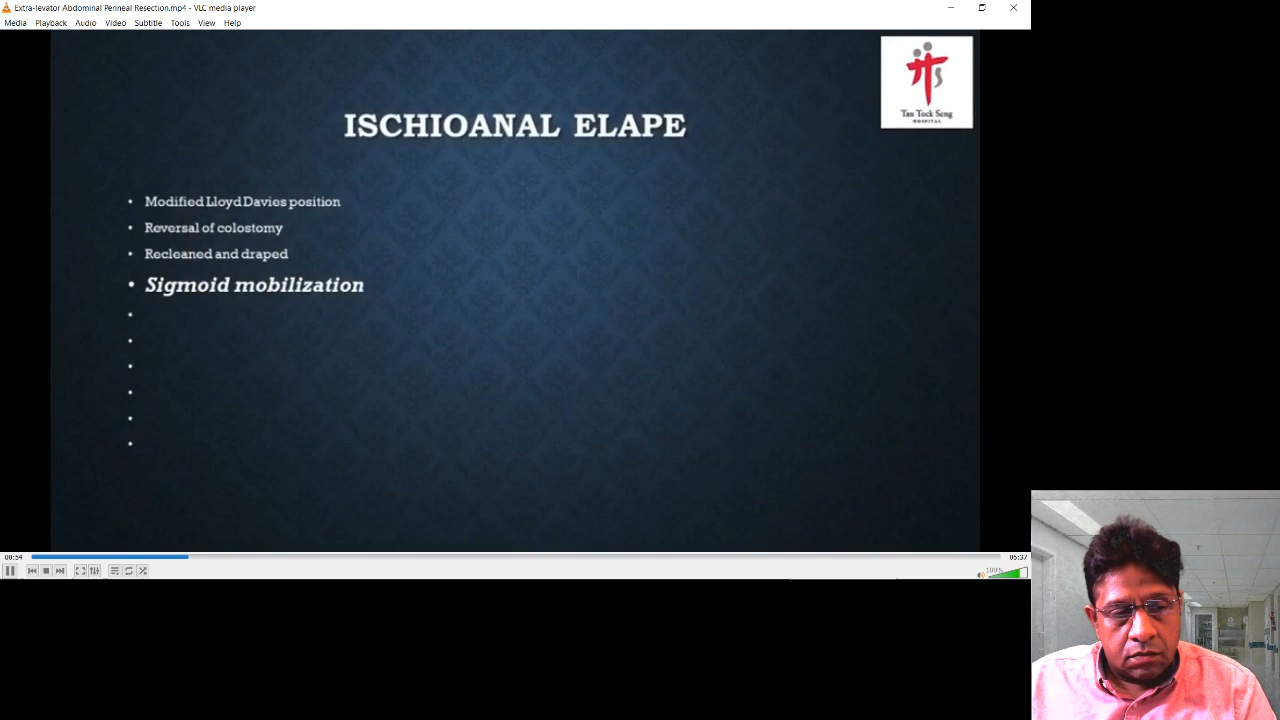 Extra-levator Abdominal Perineal Resection.mp4 - VLC media player
Media Playback Audio Video Subtitle Tools View Help
Tan Tock Seng
HOSPITAL
ISCHIOANAL ELAPE
• Modified Lloyd Davies position
• Reversal of colostomy
• Recleaned and draped
• Sigmoid mobilization
00:54
05:37
100%